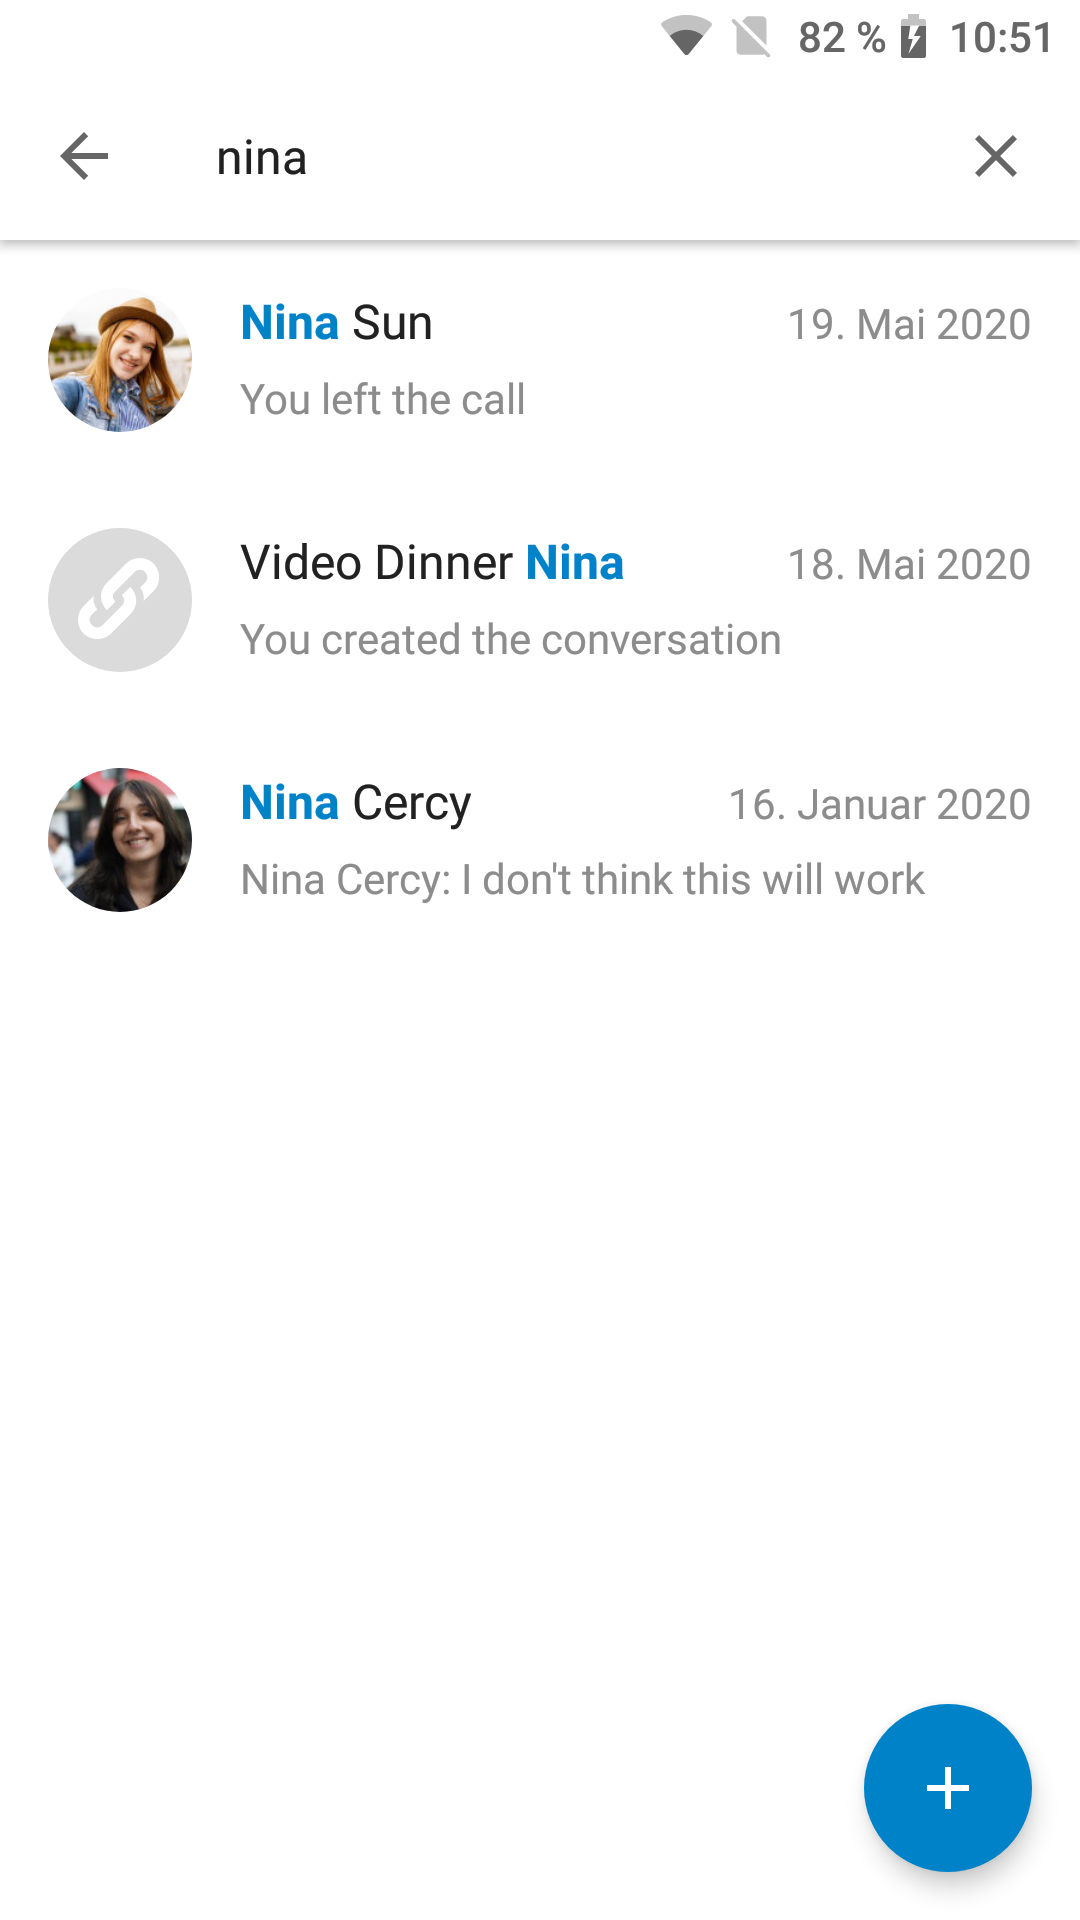 82 % 10:51
nina
Nina Sun 19. Mai 2020
You left the call
Video Dinner Nina 18. Mai 2020
You created the conversation
Nina Cercy 16. Januar 2020
Nina Cercy: I don't think this will work